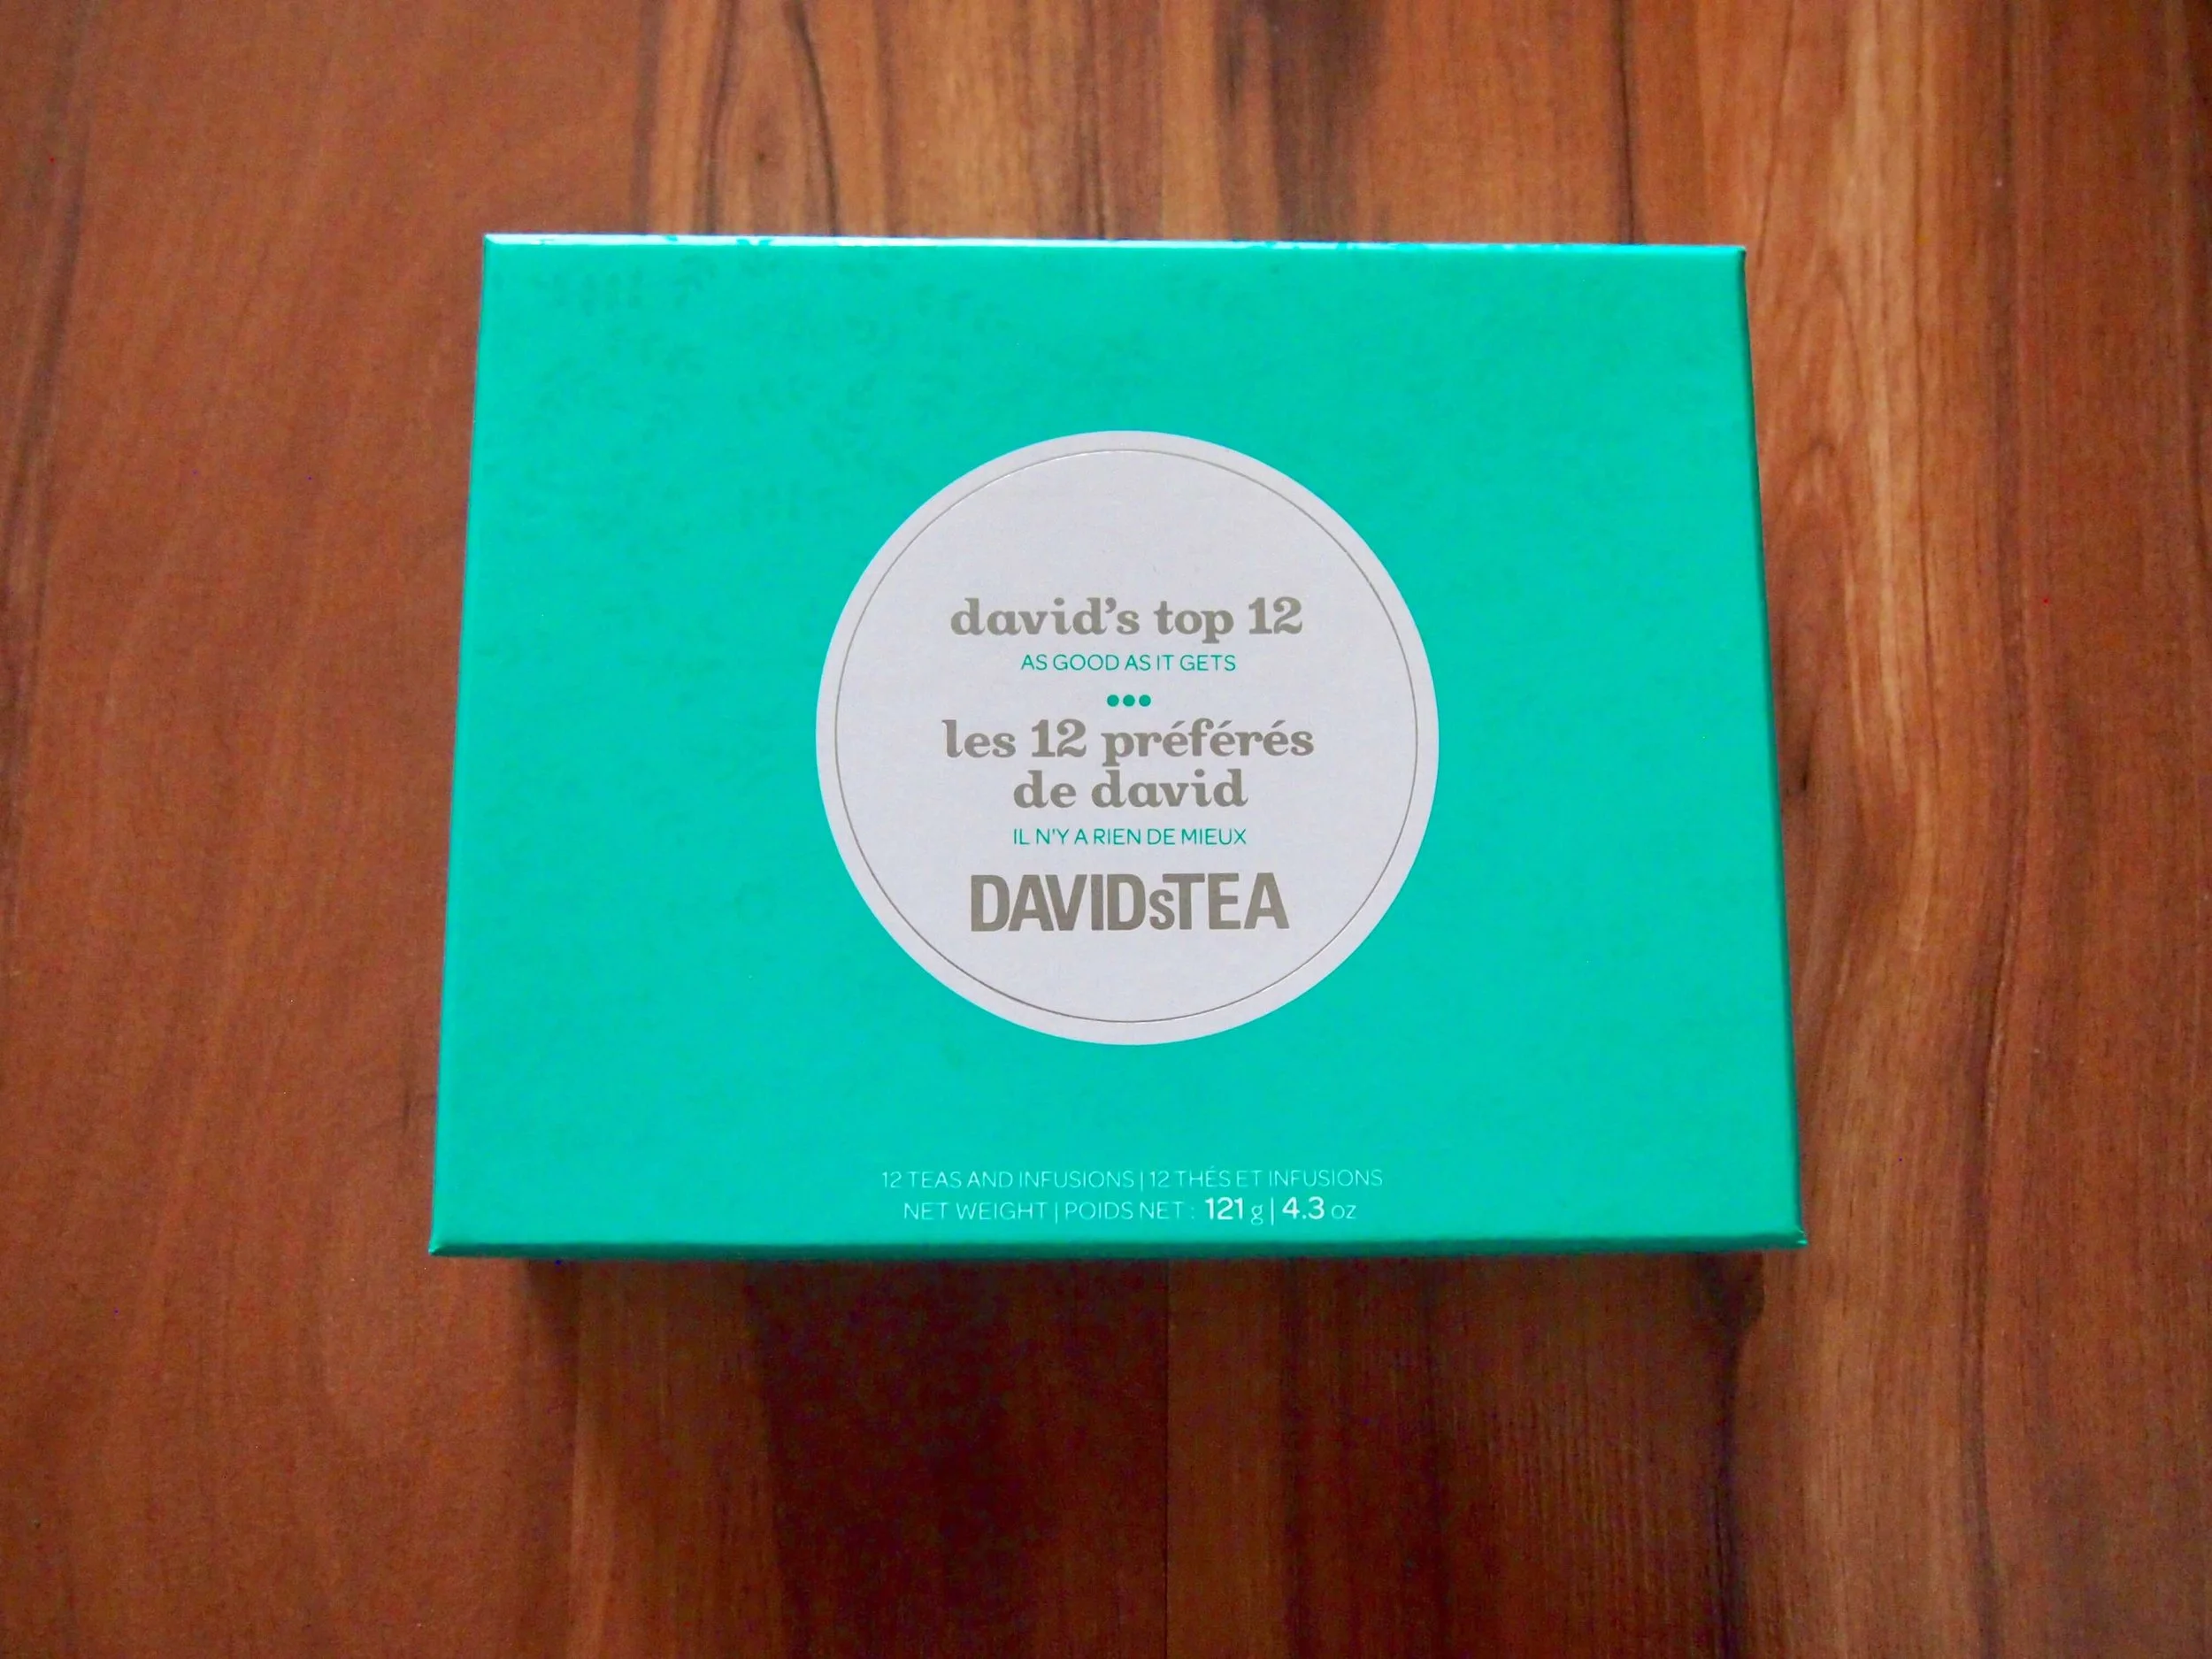 david's top 12
AS GOOD AS IT GETS
les 12 préférés
de david
IL N'Y A RIEN DE MIEUX
DAVIDsTEA
12 TEAS AND INFUSIONS | 12 THÉS ET INFUSIONS
NET WEIGHT | POIDS NET : 121 g | 4.3 oz